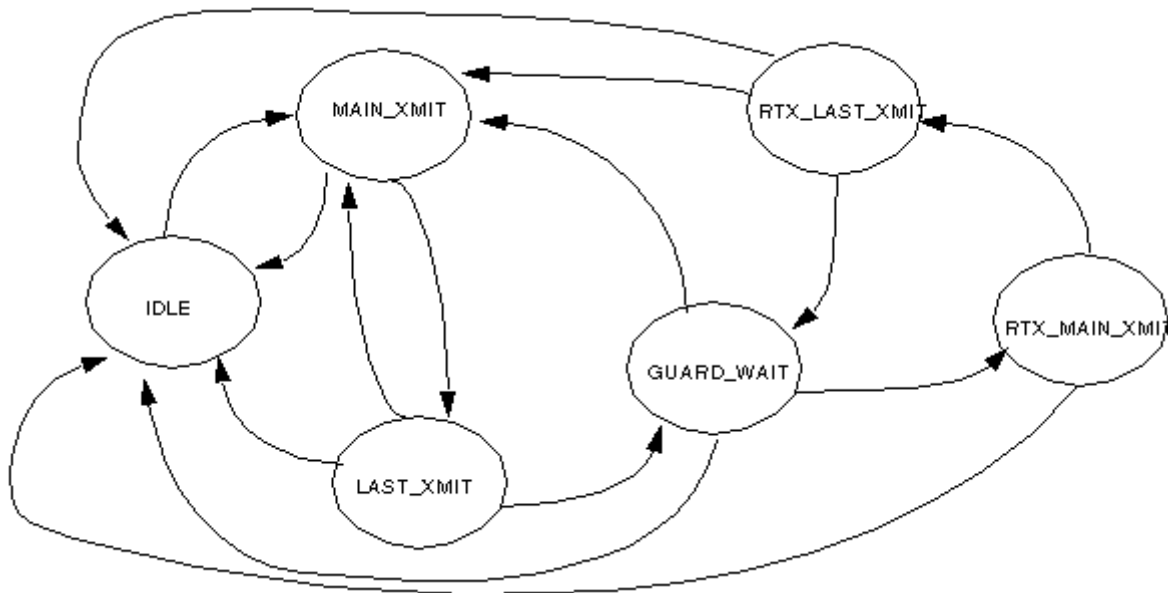 MAIN_XMIT
RTX_LAST_XMIT
IDLE
RTX_MAIN_XMIT
GUARD_WAIT
LAST_XMIT